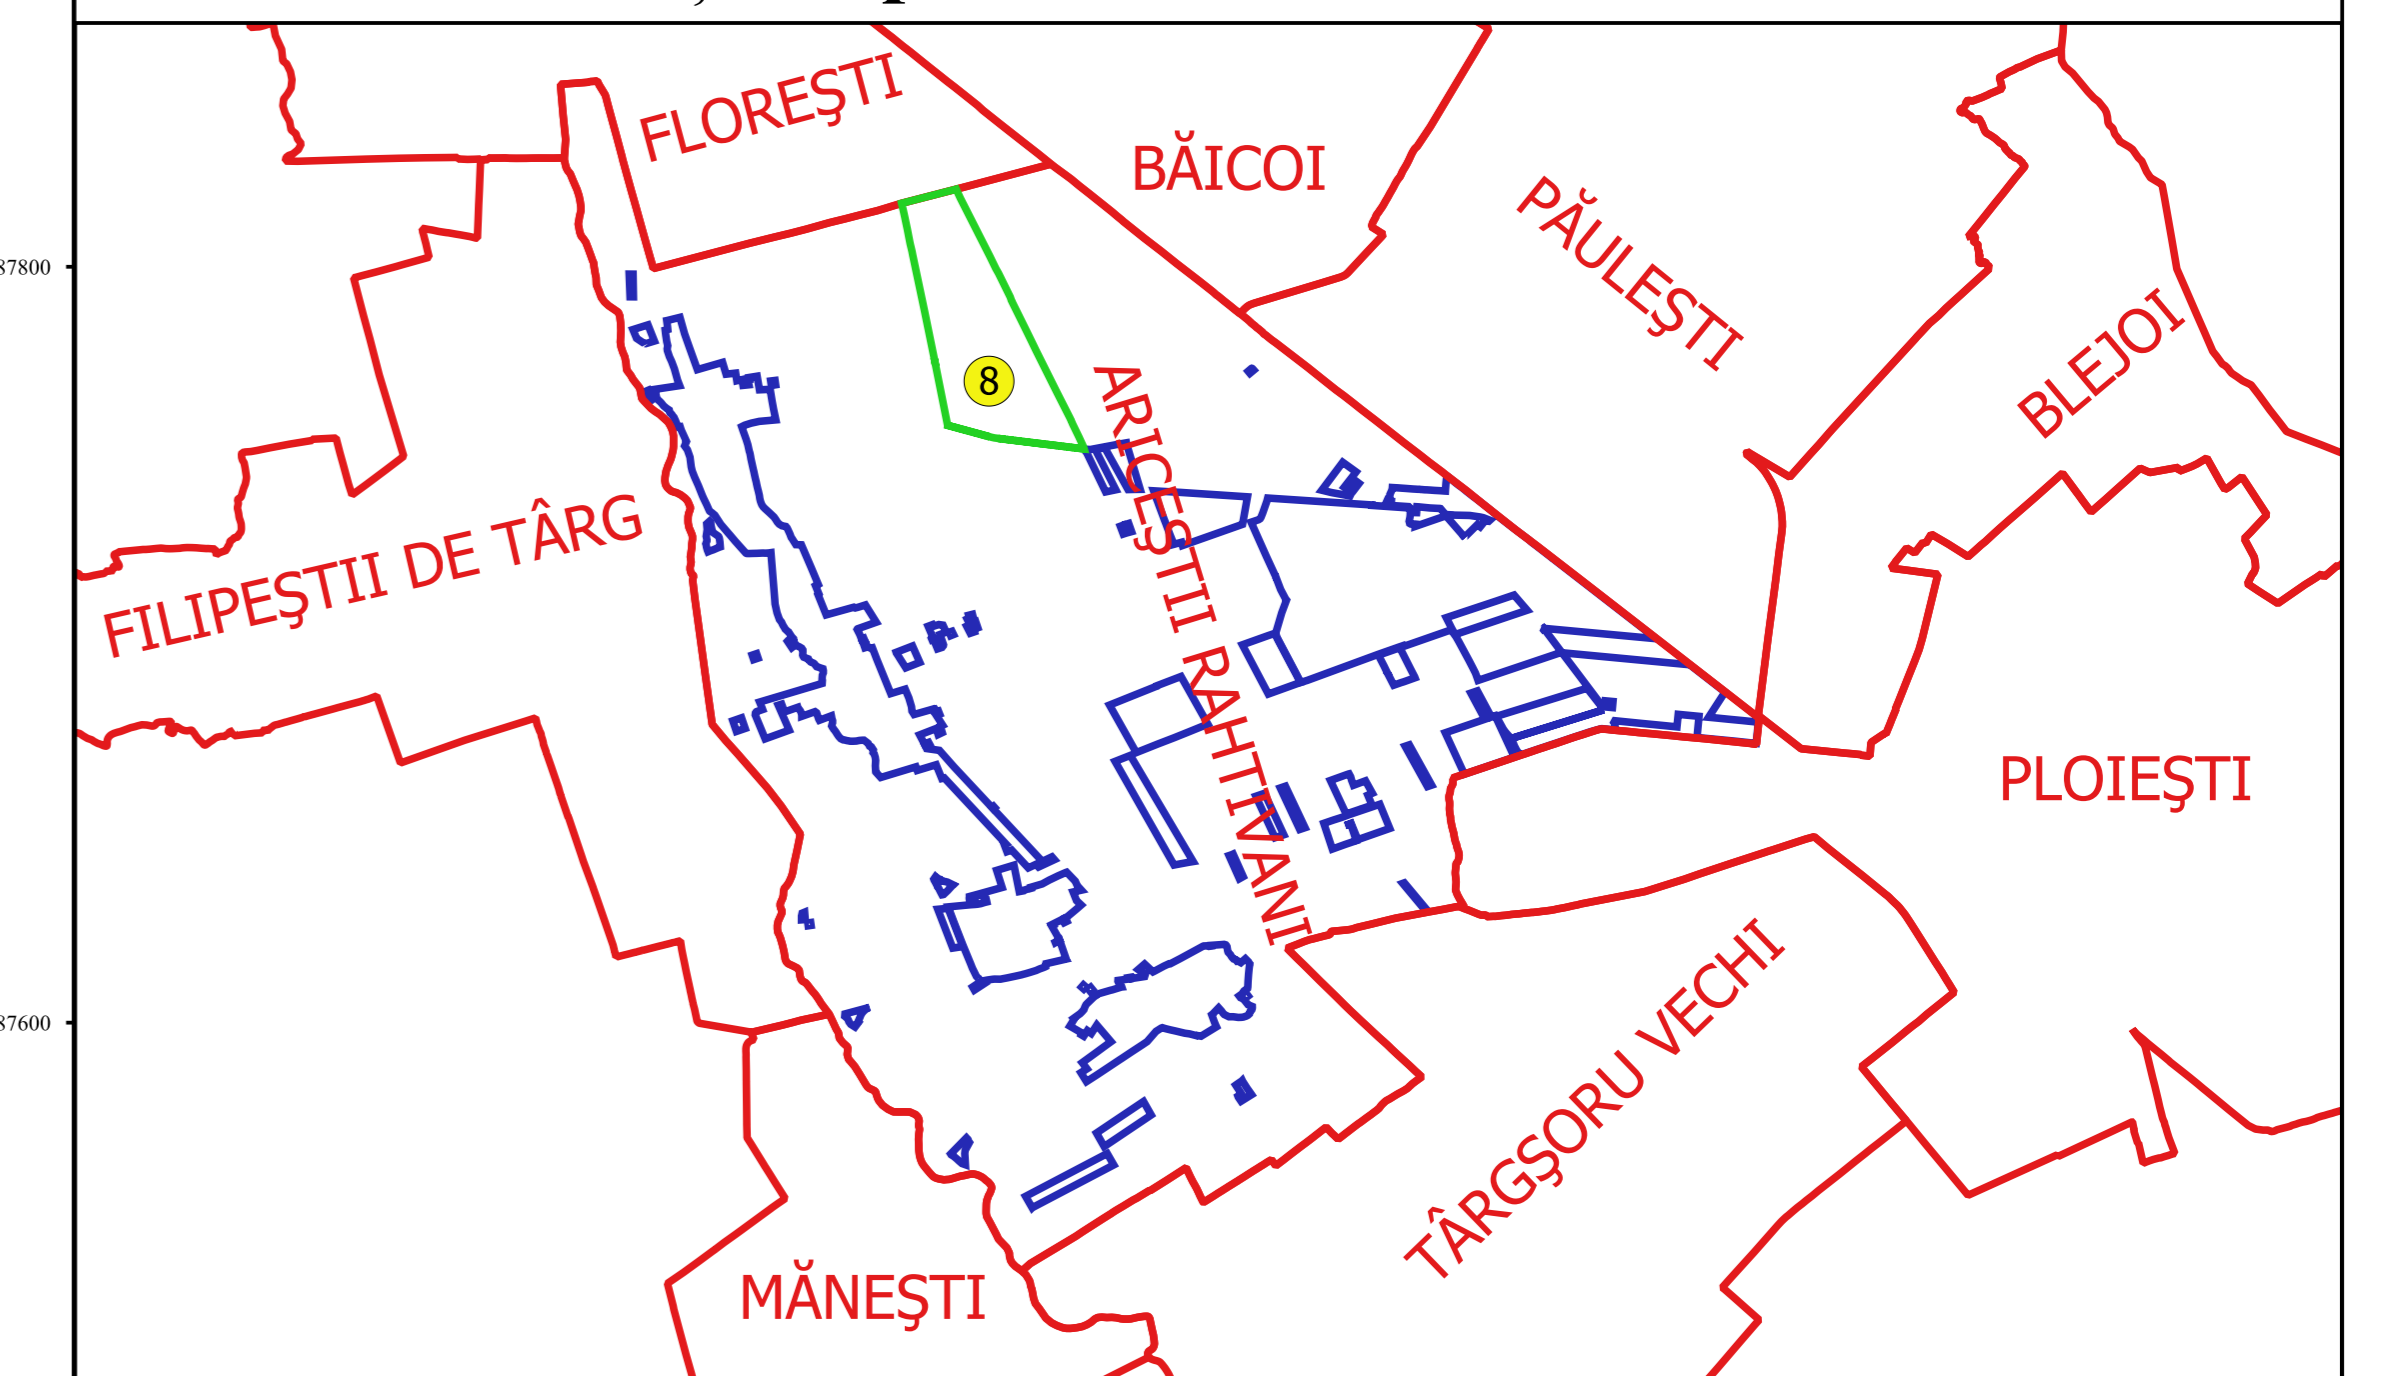 FLOREŞTI
BĂICOI
PĂULEŞTI
87800
BLEJOI
8
ARICEŞTII RAHTIVANI
FILIPEŞTII DE TÂRG
PLOIEŞTI
87600
TÂRGŞORU VECHI
MĂNEŞTI